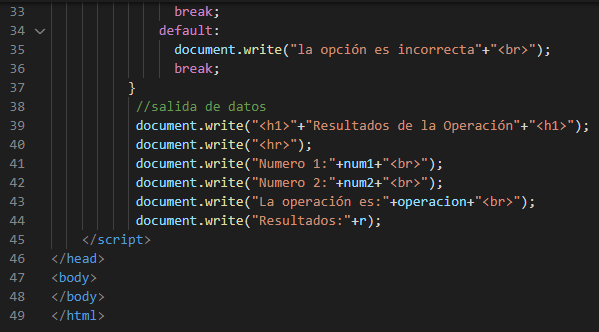 33 break;
34 default:
35 document.write("la opción es incorrecta"+"<br>");
36 break;
37 }
38 //salida de datos
39 document.write("<h1>"+"Resultados de la Operación"+"<h1>");
40 document.write("<hr>");
41 document.write("Numero 1:"+num1+"<br>");
42 document.write("Numero 2:"+num2+"<br>");
43 document.write("La operación es:"+operacion+"<br>");
44 document.write("Resultados:"+r);
45 </script>
46 </head>
47 <body>
48 </body>
49 </html>